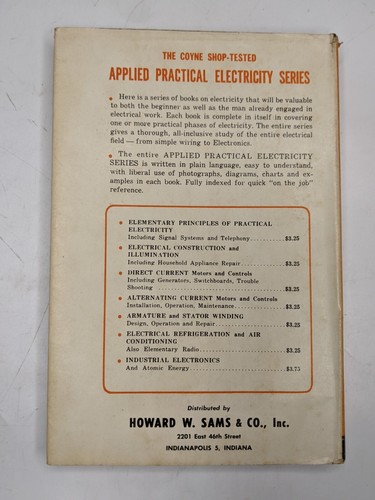 THE COYNE SHOP-TESTED
APPLIED PRACTICAL ELECTRICITY SERIES
• Here is a series of books on electricity that will be valuable
to both the beginner as well as the man already engaged in
electrical work. Each book is complete in itself in covering
one or more practical phases of electricity. The entire series
gives a thorough, all-inclusive study of the entire electrical
field — from simple wiring to Electronics.
• The entire APPLIED PRACTICAL ELECTRICITY
SERIES is written in plain language, easy to understand,
with liberal use of photographs, diagrams, charts and ex-
amples in each book. Fully indexed for quick "on the job"
reference.
• ELEMENTARY PRINCIPLES OF PRACTICAL
ELECTRICITY
Including Signal Systems and Telephony..........$3.25
• ELECTRICAL CONSTRUCTION and
ILLUMINATION
Including Household Appliance Repair.............$3.25
• DIRECT CURRENT Motors and Controls
Including Generators, Switchboards, Trouble
Shooting ........................................$3.25
• ALTERNATING CURRENT Motors and Controls
Installation, Operation, Maintenance..............$3.25
• ARMATURE and STATOR WINDING
Design, Operation and Repair.....................$3.25
• ELECTRICAL REFRIGERATION and AIR
CONDITIONING
Also Elementary Radio............................$3.25
• INDUSTRIAL ELECTRONICS
And Atomic Energy................................$3.75
Distributed by
HOWARD W. SAMS & CO., Inc.
2201 East 46th Street
INDIANAPOLIS 5, INDIANA